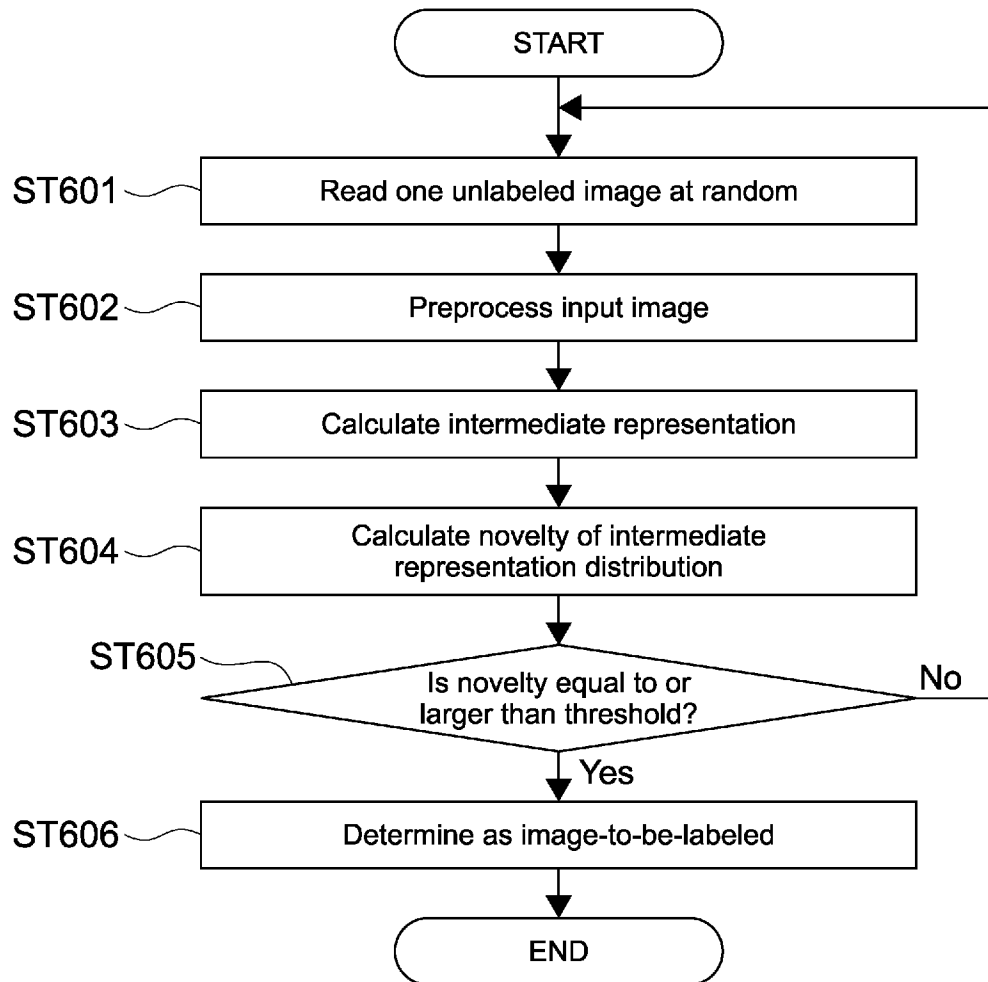 START
ST601
Read one unlabeled image at random
ST602
Preprocess input image
ST603
Calculate intermediate representation
ST604
Calculate novelty of intermediate
representation distribution
ST605
Is novelty equal to or
larger than threshold?
No
Yes
ST606
Determine as image-to-be-labeled
END